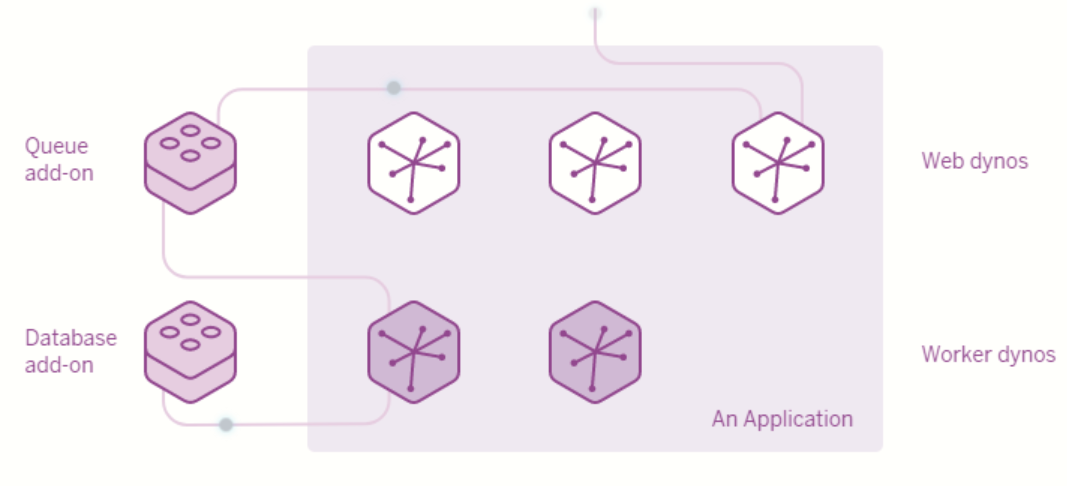 Queue
add-on
Web dynos
Database
add-on
Worker dynos
An Application